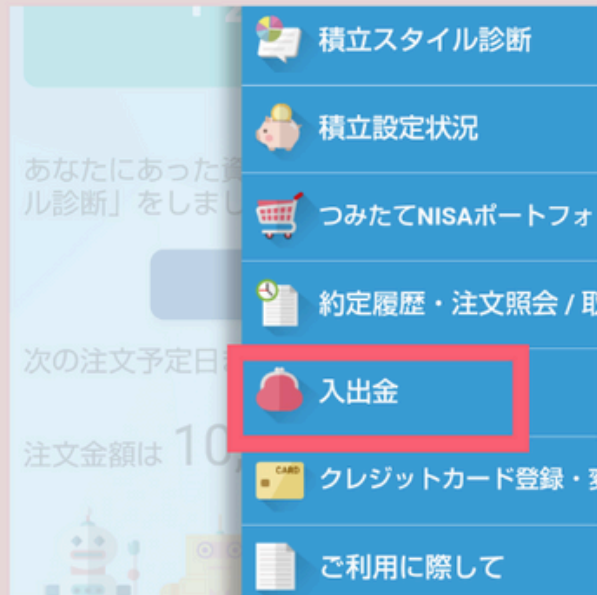 積立スタイル診断
積立設定状況
あなたにあった資
ル診断」をしまし
つみたてNISAポートフォ
約定履歴・注文照会 / 取
次の注文予定日
入出金
注文金額は 10,
CARD
クレジットカード登録・変
ご利用に際して